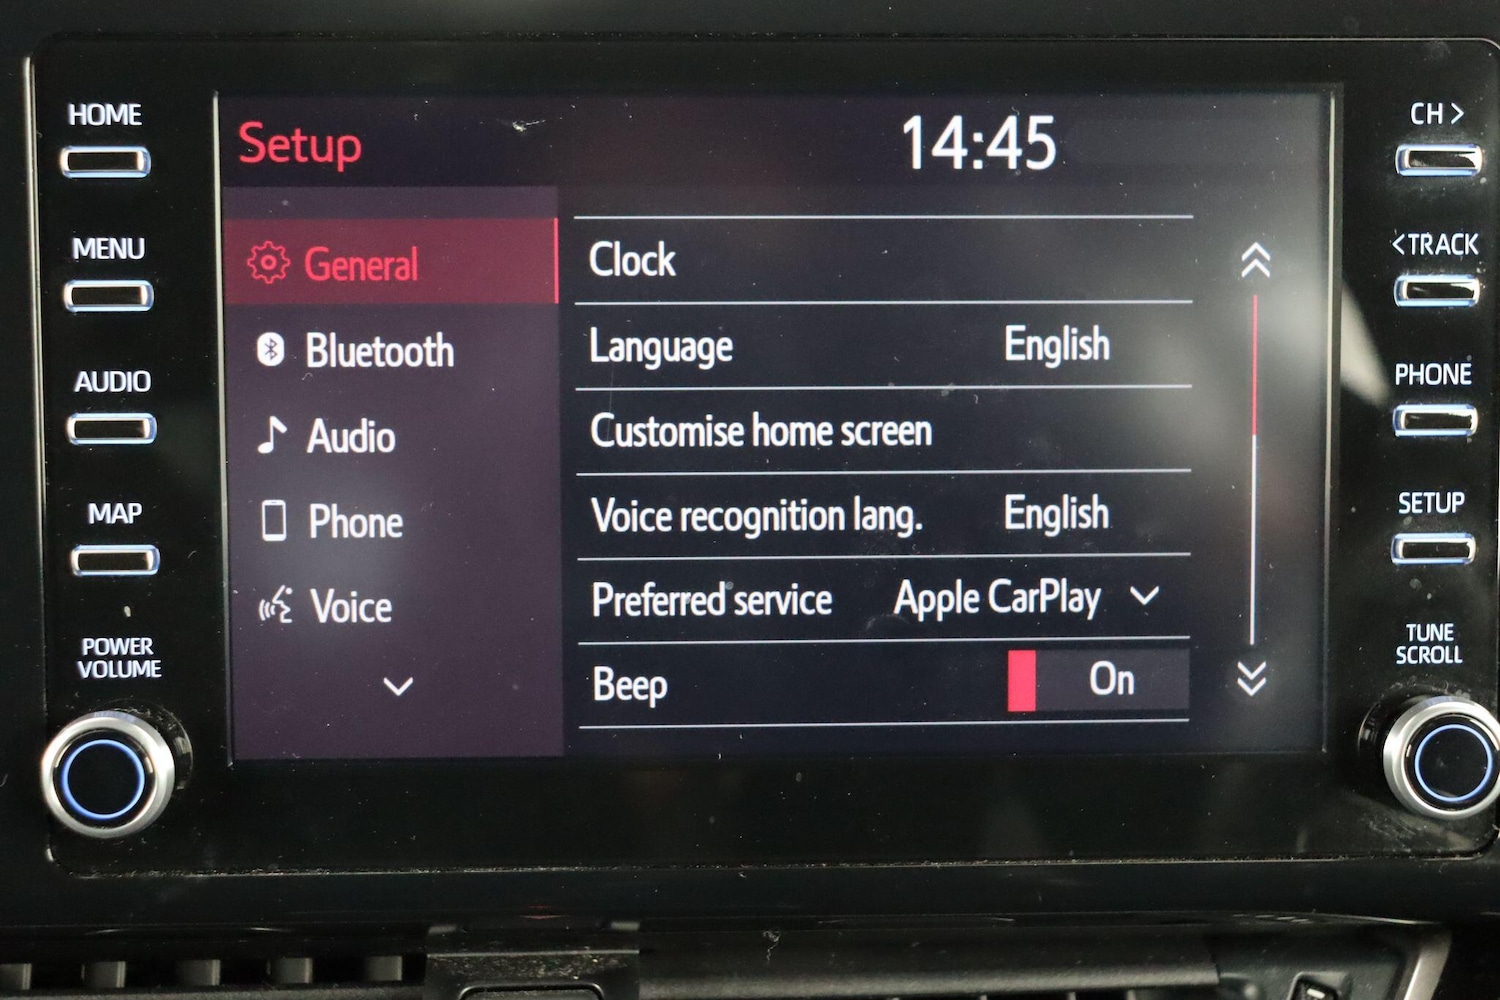 HOME
MENU
AUDIO
MAP
POWER
VOLUME
Setup
14:45
General
Bluetooth
Audio
Phone
Voice
Clock
Language English
Customise home screen
Voice recognition lang. English
Preferred service Apple CarPlay
Beep On
CH >
< TRACK
PHONE
SETUP
TUNE
SCROLL